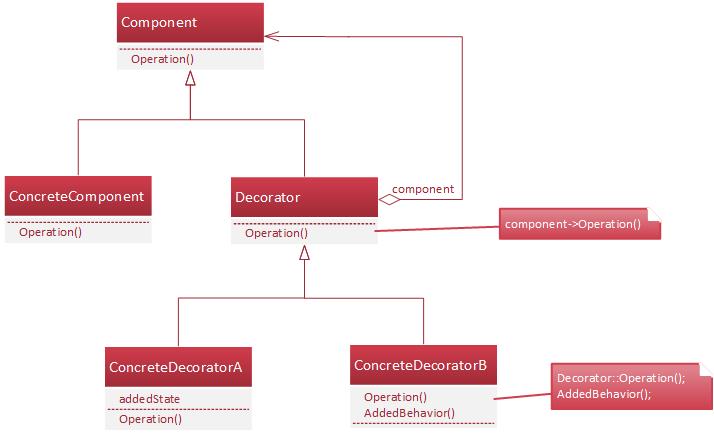 Component
Operation()
ConcreteComponent
Operation()
Decorator
Operation()
component
component->Operation()
ConcreteDecoratorA
addedState
Operation()
ConcreteDecoratorB
Operation()
AddedBehavior()
Decorator::Operation();
AddedBehavior();